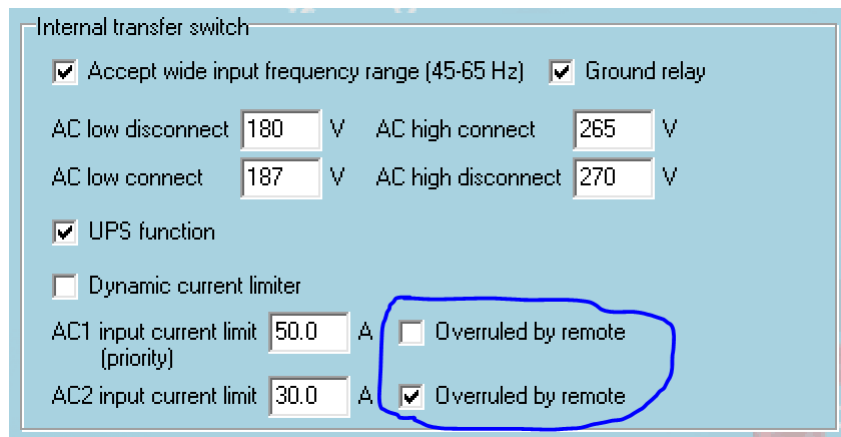 Internal transfer switch
Accept wide input frequency range (45-65 Hz) Ground relay
AC low disconnect 180 V AC high connect 265 V
AC low connect 187 V AC high disconnect 270 V
UPS function
Dynamic current limiter
AC1 input current limit 50.0 A Overruled by remote
(priority)
AC2 input current limit 30.0 A Overruled by remote